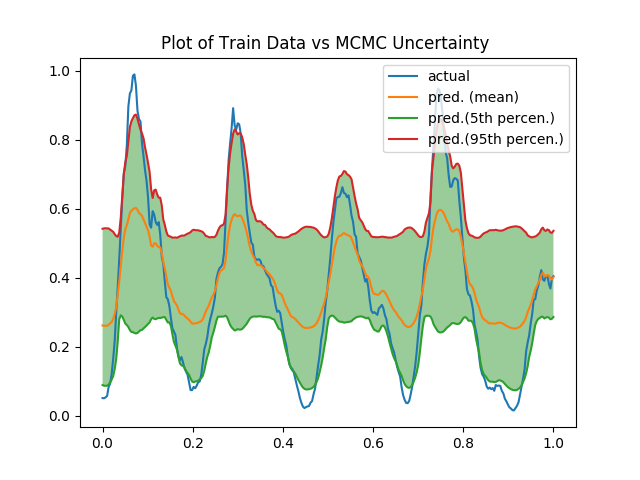 Plot of Train Data vs MCMC Uncertainty
actual
pred. (mean)
pred.(5th percen.)
pred.(95th percen.)
1.0
0.8
0.6
0.4
0.2
0.0
0.0 0.2 0.4 0.6 0.8 1.0